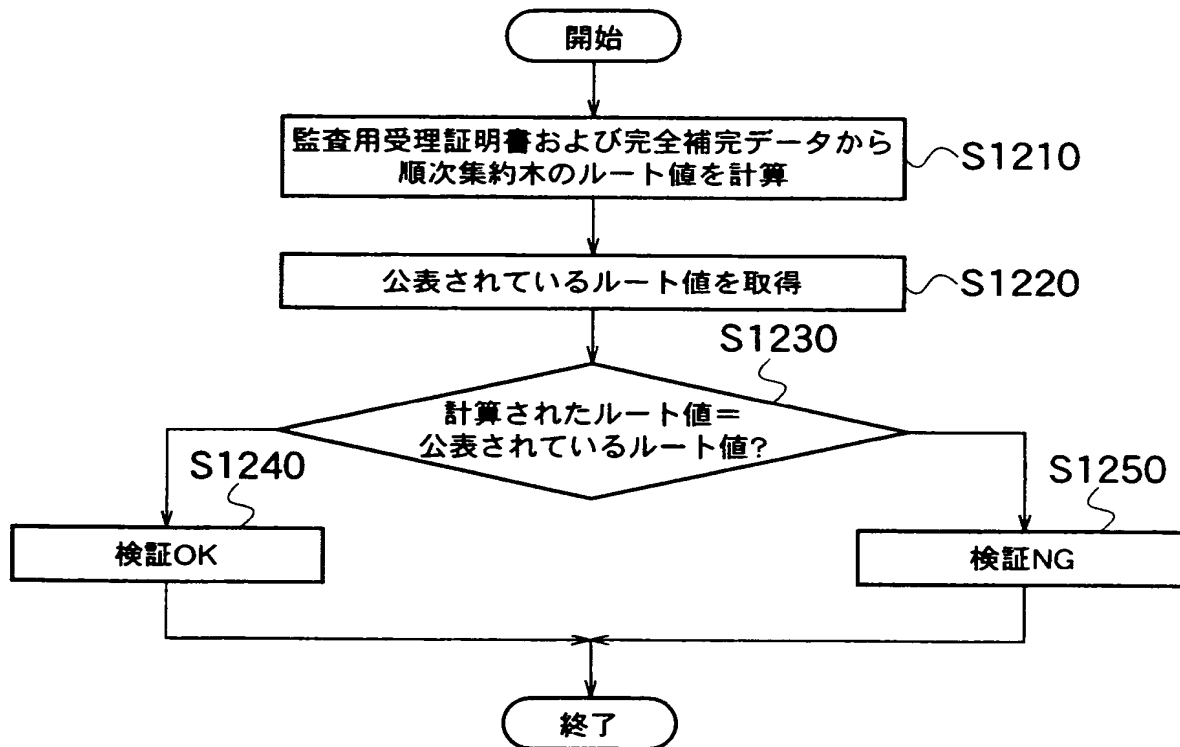 開始
監査用受理証明書および完全補完データから
順次集約木のルート値を計算
S1210
公表されているルート値を取得
S1220
S1230
計算されたルート値＝
公表されているルート値?
S1240
検証OK
S1250
検証NG
終了